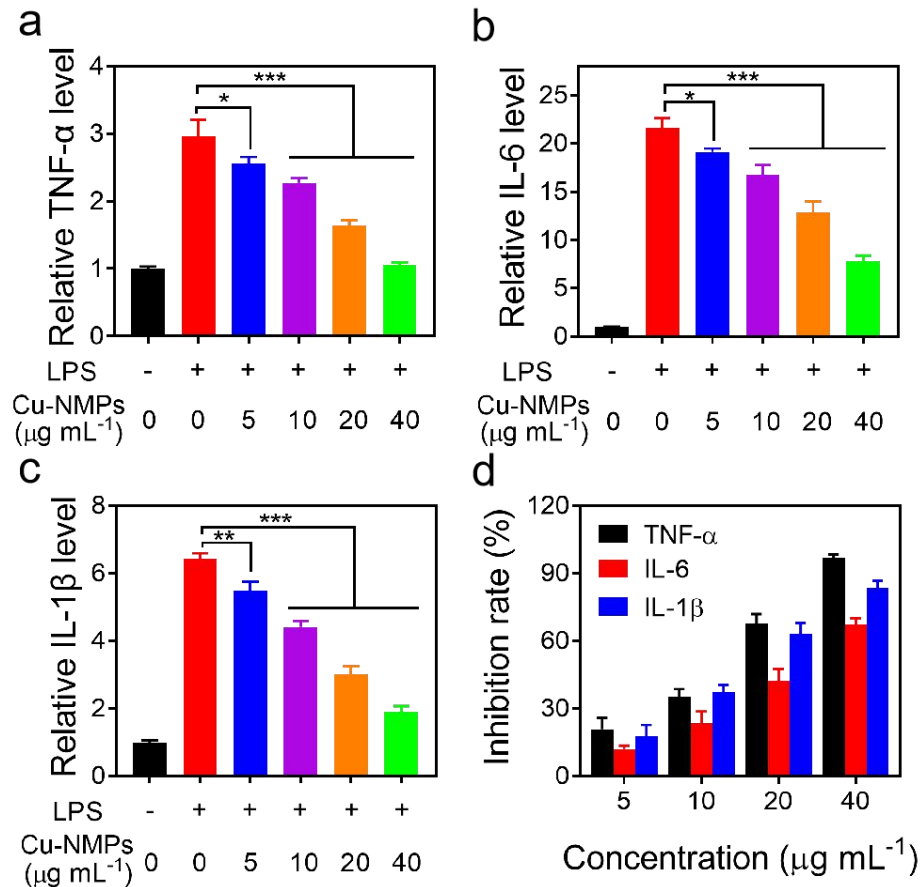 a
Relative TNF-α level
4
3
2
1
0
***
*
LPS - + + + + +
Cu-NMPs
(μg mL⁻¹) 0 0 5 10 20 40
b
Relative IL-6 level
25
20
15
10
5
0
***
*
LPS - + + + + +
Cu-NMPs
(μg mL⁻¹) 0 0 5 10 20 40
c
Relative IL-1β level
8
6
4
2
0
***
**
LPS - + + + + +
Cu-NMPs
(μg mL⁻¹) 0 0 5 10 20 40
d
Inhibition rate (%)
120
90
60
30
0
TNF-α
IL-6
IL-1β
5 10 20 40
Concentration (μg mL⁻¹)